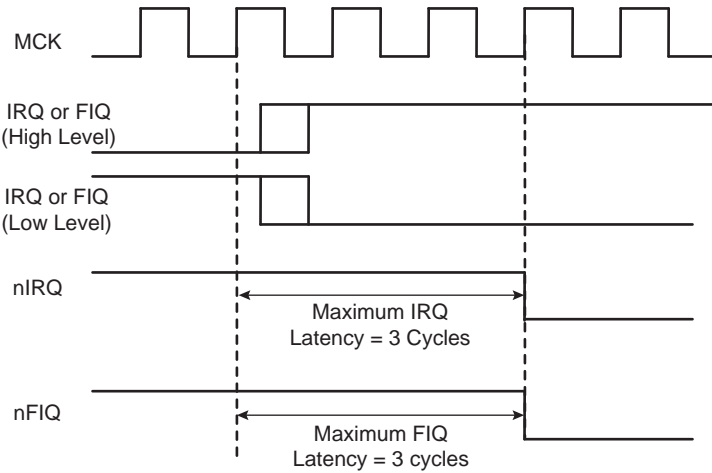 MCK
IRQ or FIQ
(High Level)
IRQ or FIQ
(Low Level)
nIRQ
Maximum IRQ
Latency = 3 Cycles
nFIQ
Maximum FIQ
Latency = 3 cycles